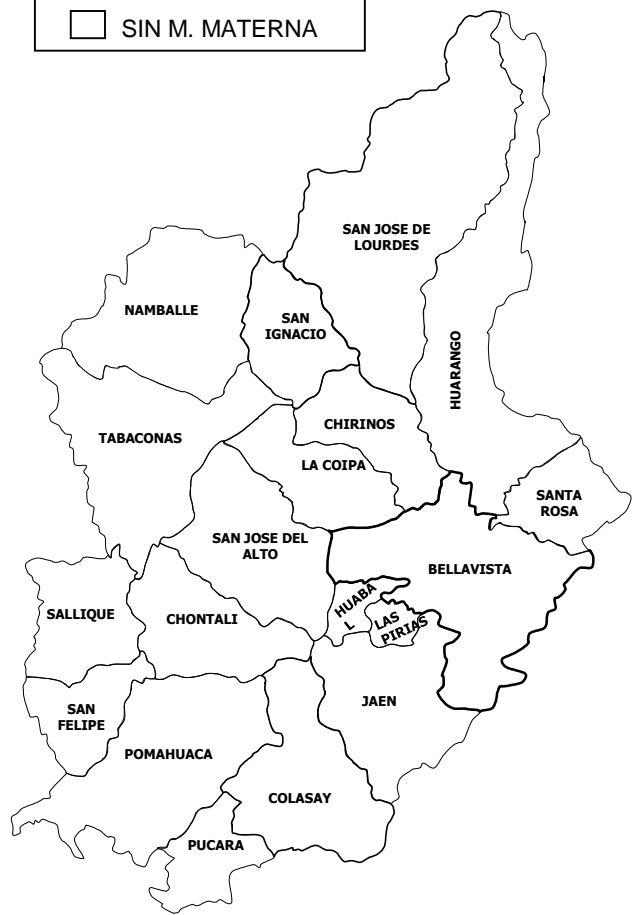 SIN M. MATERNA
SAN JOSE DE
LOURDES
NAMBALLE
SAN
IGNACIO
HUARANGO
CHIRINOS
TABACONAS
LA COIPA
SANTA
ROSA
SAN JOSE DEL
ALTO
BELLAVISTA
HUABA
L
SALLIQUE
CHONTALI
LAS
PIRIAS
JAEN
SAN
FELIPE
POMAHUACA
COLASAY
PUCARA